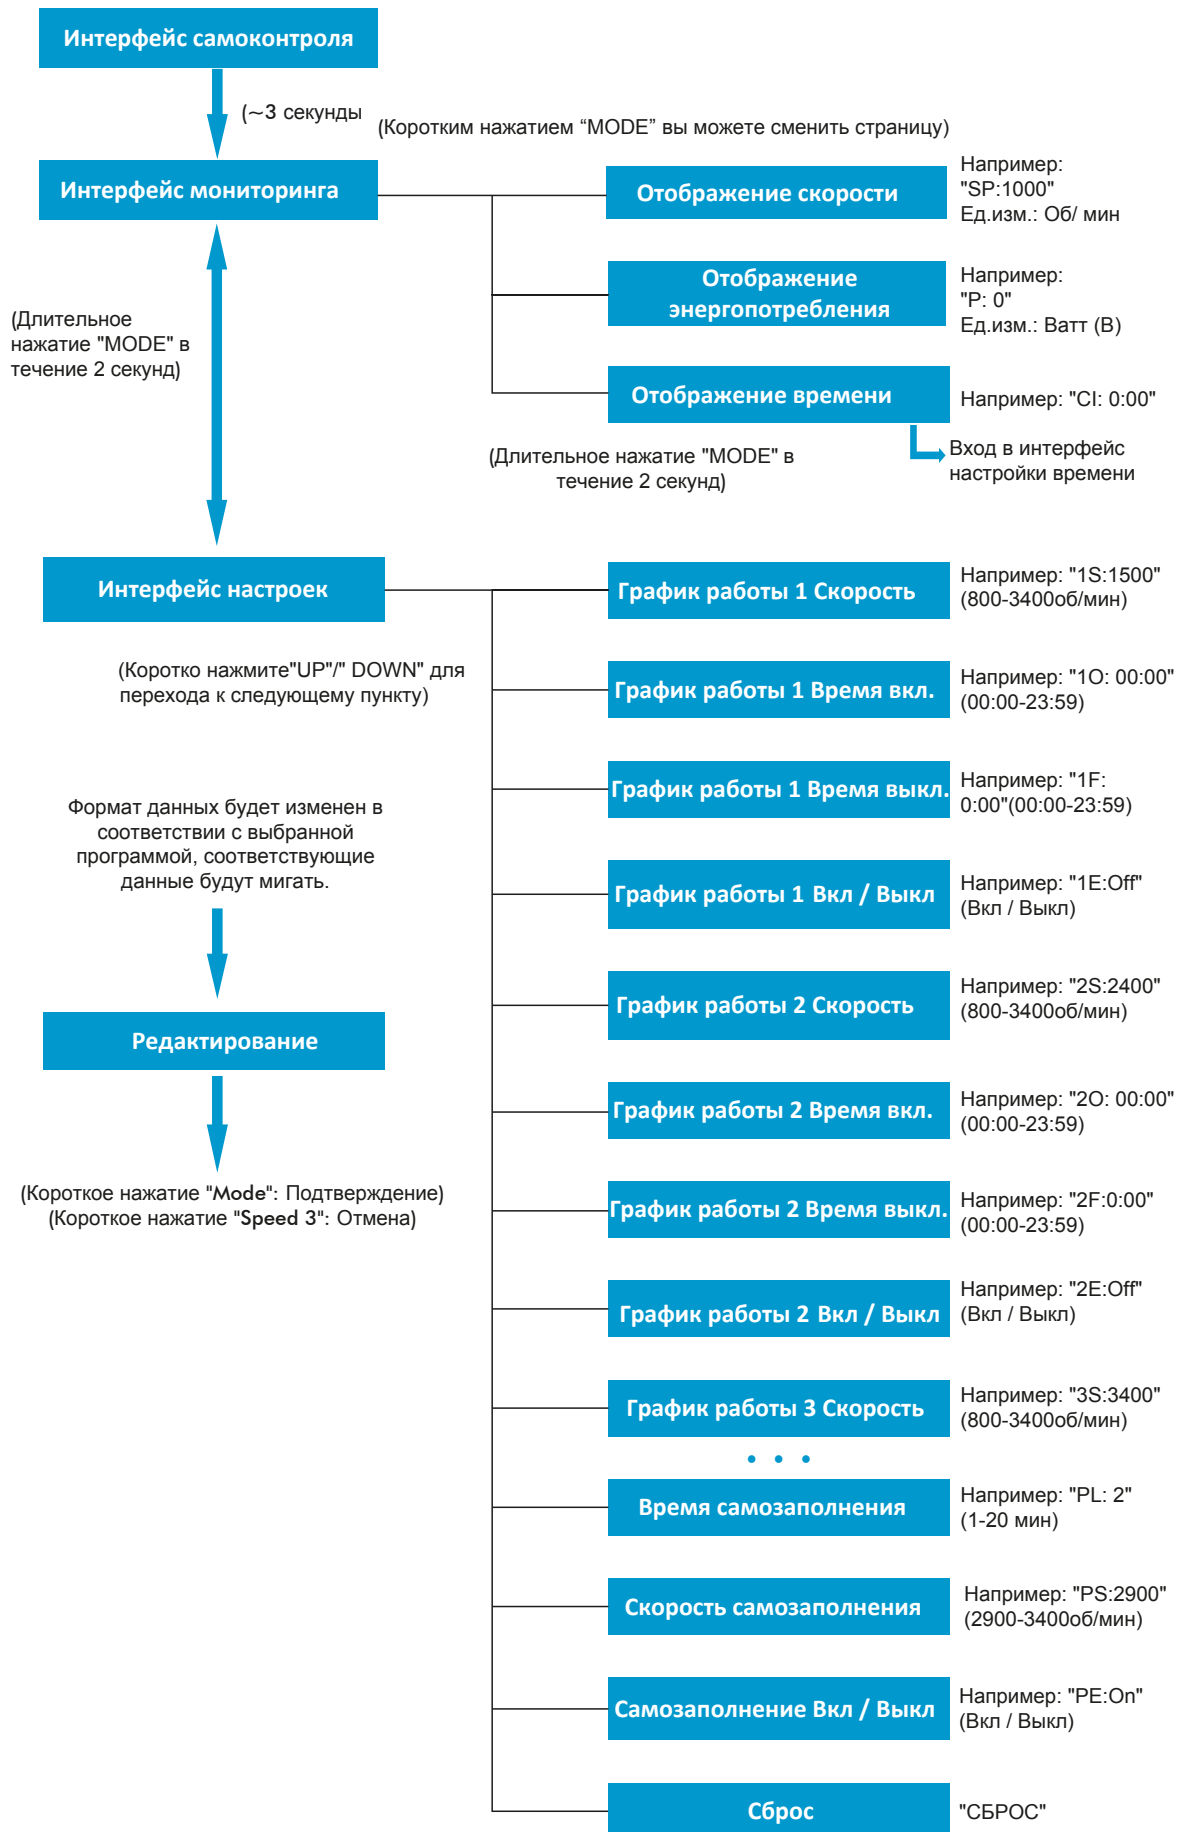 Интерфейс самоконтроля
(~3 секунды
(Коротким нажатием “MODE” вы можете сменить страницу)
Интерфейс мониторинга
Отображение скорости
Например:
"SP:1000"
Ед.изм.: Об/ мин
Отображение
энергопотребления
Например:
"P: 0"
Ед.изм.: Ватт (В)
(Длительное
нажатие "MODE" в
течение 2 секунд)
Отображение времени
Например: "CI: 0:00"
(Длительное нажатие "MODE" в
течение 2 секунд)
Вход в интерфейс
настройки времени
Интерфейс настроек
График работы 1 Скорость
Например: "1S:1500"
(800-3400об/мин)
(Коротко нажмите"UP"/" DOWN" для
перехода к следующему пункту)
График работы 1 Время вкл.
Например: "1O: 00:00"
(00:00-23:59)
График работы 1 Время выкл.
Например: "1F:
0:00"(00:00-23:59)
Формат данных будет изменен в
соответствии с выбранной
программой, соответствующие
данные будут мигать.
График работы 1 Вкл / Выкл
Например: "1E:Off"
(Вкл / Выкл)
График работы 2 Скорость
Например: "2S:2400"
(800-3400об/мин)
Редактирование
График работы 2 Время вкл.
Например: "2O: 00:00"
(00:00-23:59)
(Короткое нажатие "Mode": Подтверждение)
(Короткое нажатие "Speed 3": Отмена)
График работы 2 Время выкл.
Например: "2F:0:00"
(00:00-23:59)
График работы 2 Вкл / Выкл
Например: "2E:Off"
(Вкл / Выкл)
График работы 3 Скорость
Например: "3S:3400"
(800-3400об/мин)
• • •
Время самозаполнения
Например: "PL: 2"
(1-20 мин)
Скорость самозаполнения
Например: "PS:2900"
(2900-3400об/мин)
Самозаполнение Вкл / Выкл
Например: "PE:On"
(Вкл / Выкл)
Сброс
"СБРОС"